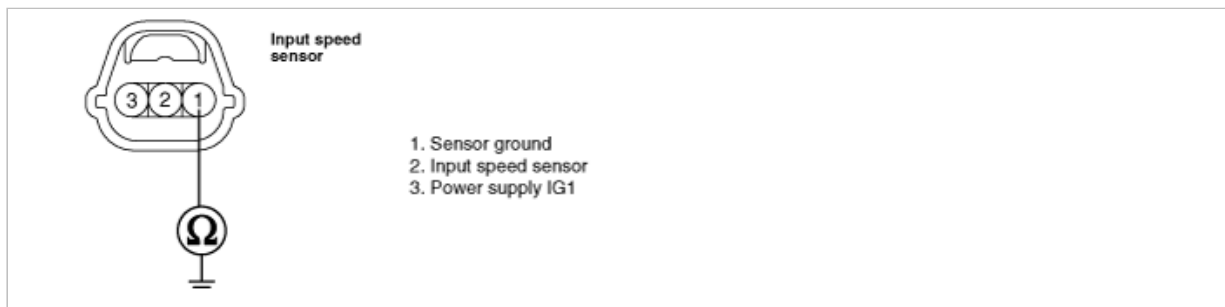 Input speed
sensor
3 2 1
1. Sensor ground
2. Input speed sensor
3. Power supply IG1
Ω